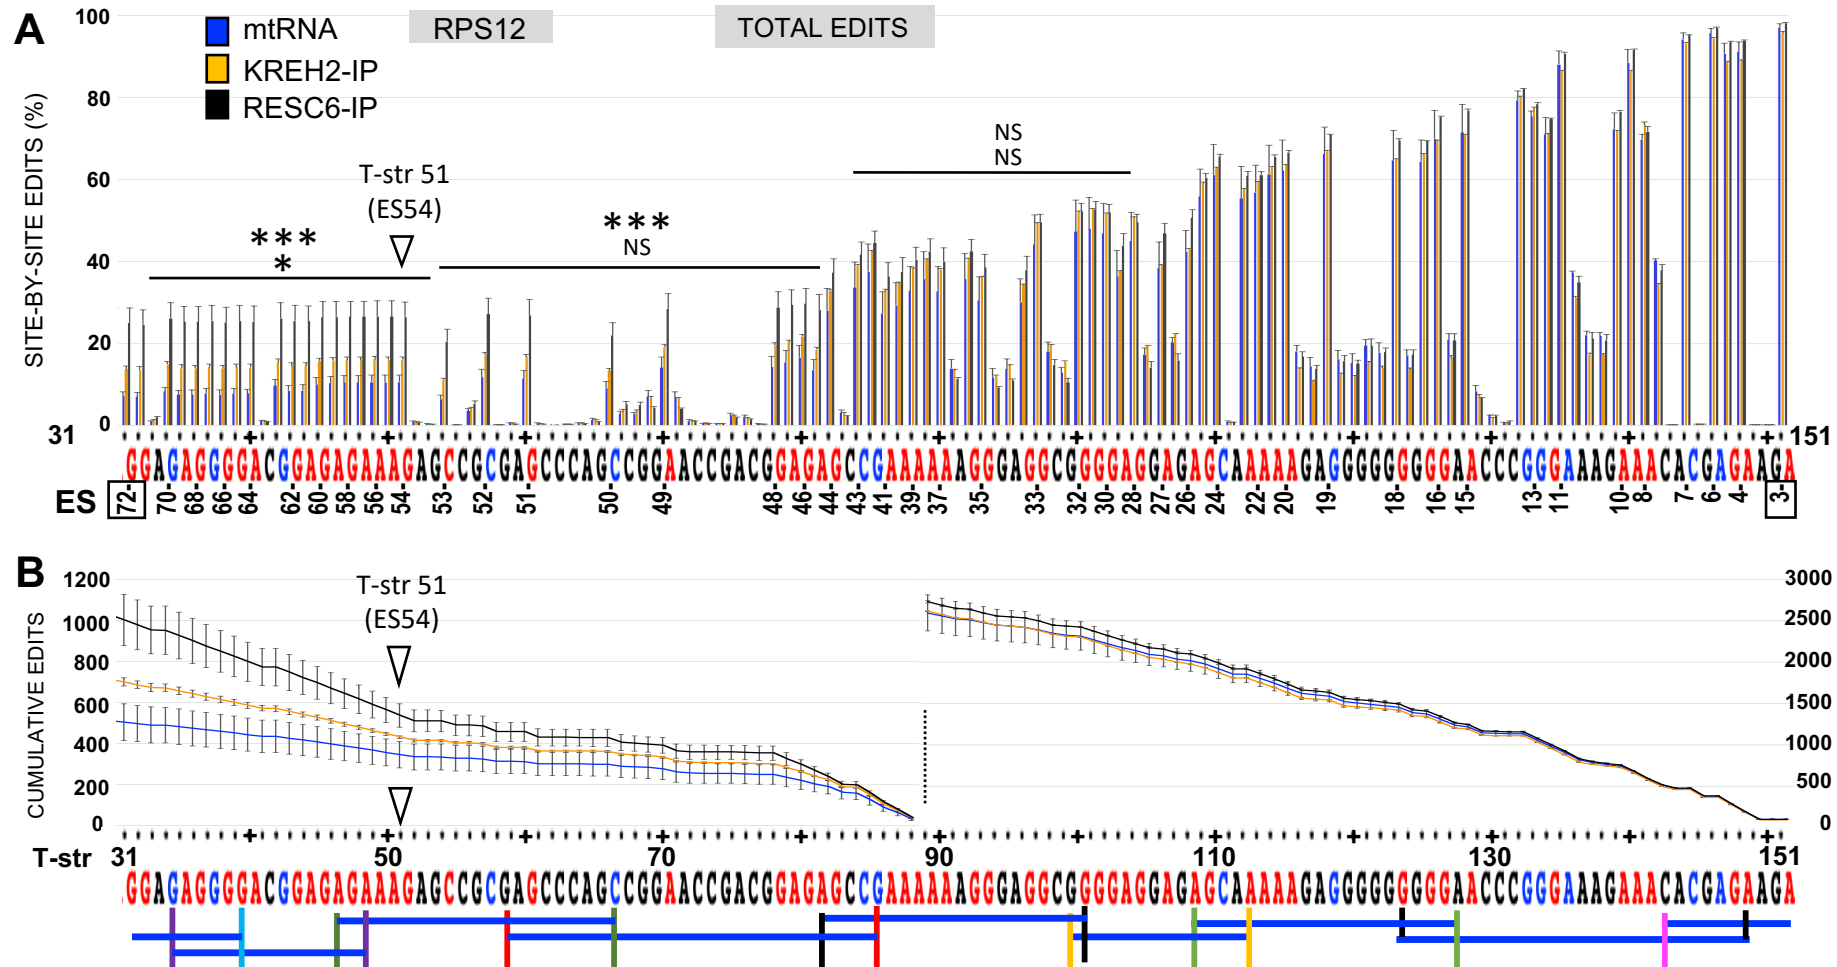 A
RPS12
TOTAL EDITS
mtRNA
KREH2-IP
RESC6-IP
SITE-BY-SITE EDITS (%)
100
80
60
40
20
0
T-str 51
(ES54)
***
*
***
NS
NS
NS
31
151
GGAGAGGGGACGGAGAGAAAGAGCCGCGAGCCCAGCCGGAACCGACGGAGAGCCGAAAAAAGGGAGGCGGGGAGGAGAGCAAAAAGAGGGGGGGGGAACCCGGGAAAGAAACACGAGAAGA
ES 72- 70- 68- 66- 64- 62- 60- 58- 56- 54- 53- 52- 51- 50- 49- 48- 46- 44- 43- 41- 39- 37- 35- 33- 32- 30- 28- 27- 26- 24- 22- 20- 19- 18- 16- 15- 13- 11- 10- 8- 7- 6- 4- 3-
B
CUMULATIVE EDITS
1200
1000
800
600
400
200
0
T-str 51
(ES54)
3000
2500
2000
1500
1000
500
0
T-str 31 50 70 90 110 130 151
GGAGAGGGGACGGAGAGAAAGAGCCGCGAGCCCAGCCGGAACCGACGGAGAGCCGAAAAAAGGGAGGCGGGGAGGAGAGCAAAAAGAGGGGGGGGGAACCCGGGAAAGAAACACGAGAAGA